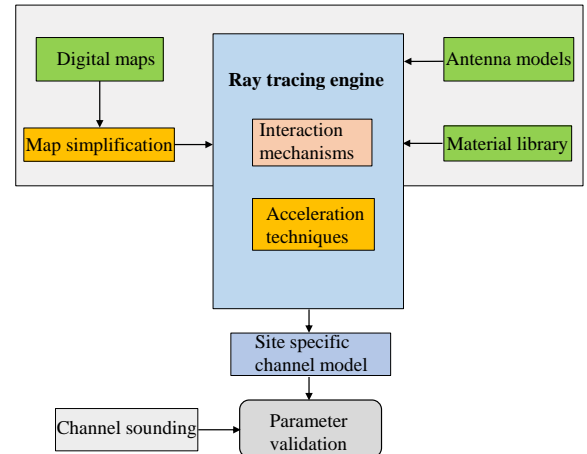 Digital maps
Antenna models
Ray tracing engine
Map simplification
Interaction
mechanisms
Material library
Acceleration
techniques
Site specific
channel model
Channel sounding
Parameter
validation